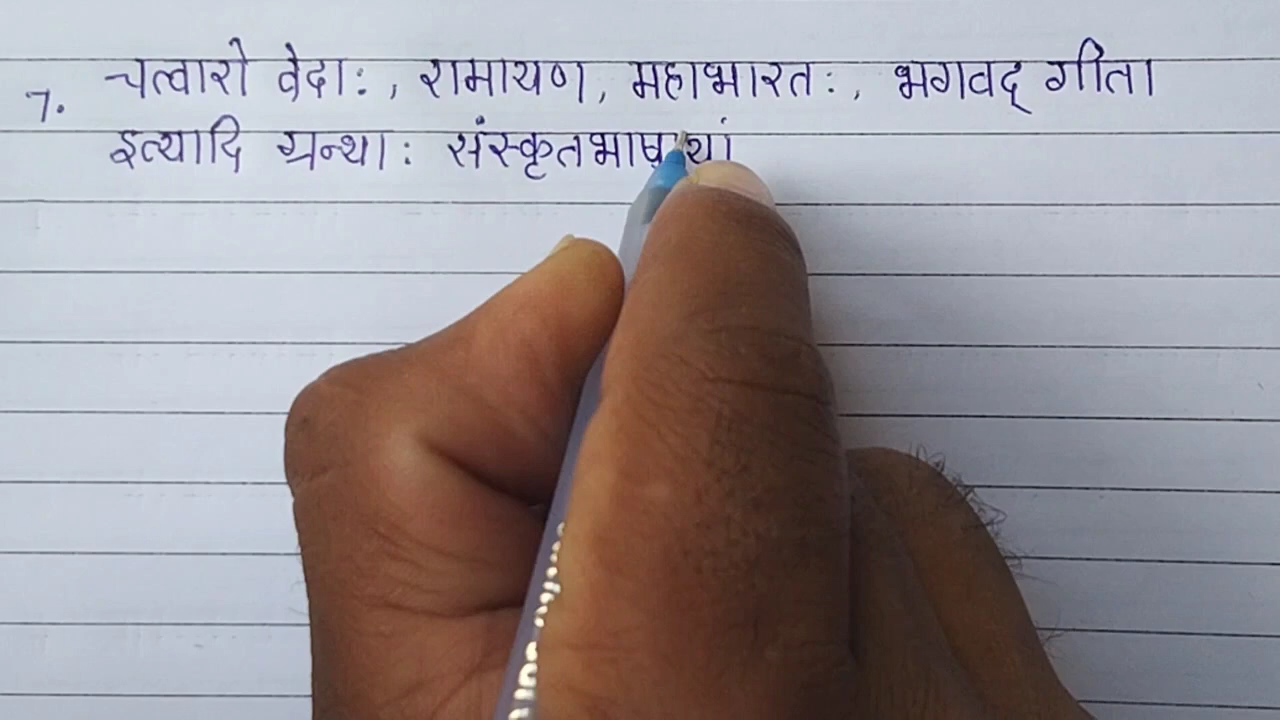 7. चत्वारो वेदाः, रामायण, महाभारतः, भगवद् गीता
इत्यादि ग्रन्थाः संस्कृतभाषायां